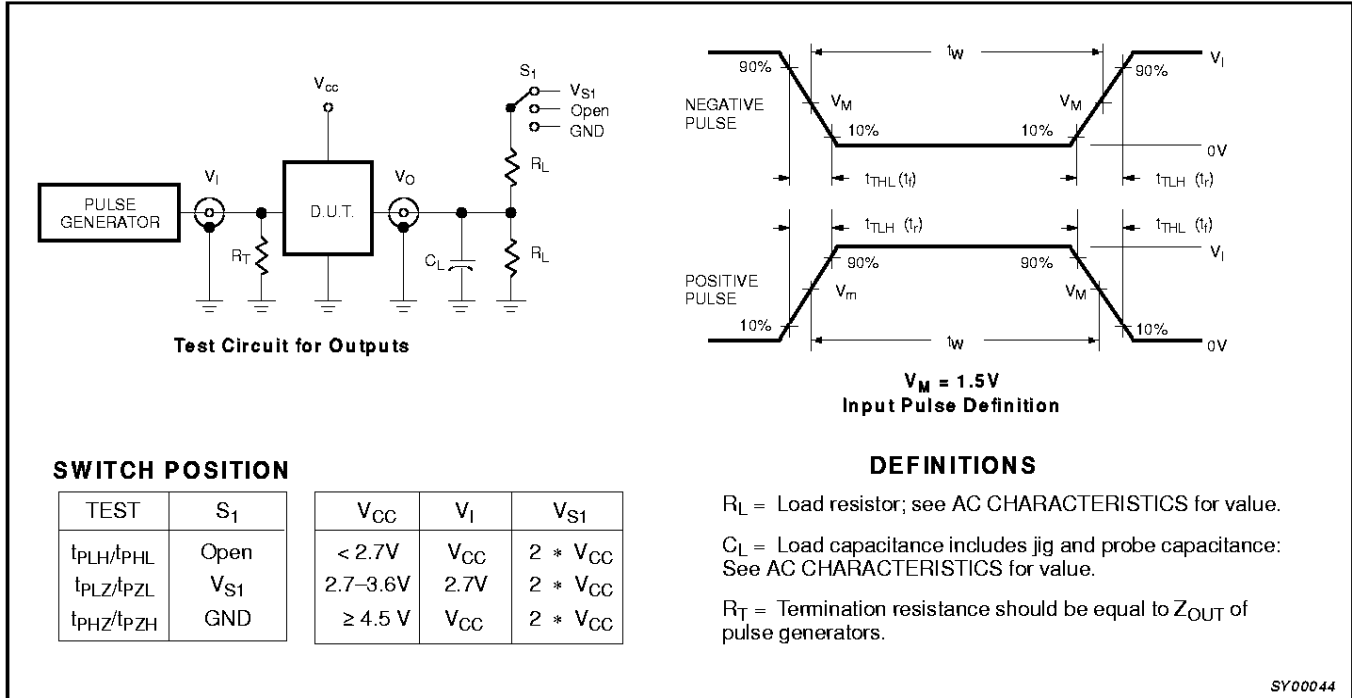 S1
VS1
Open
GND
Vcc
RL
VI
VO
PULSE
GENERATOR
D.U.T.
RT
CL
RL
Test Circuit for Outputs
tW
VI
90%
90%
NEGATIVE
PULSE
VM
VM
10%
10%
0V
tTHL (tf)
tTLH (tr)
tTLH (tr)
tTHL (tf)
VI
90%
90%
POSITIVE
PULSE
Vm
VM
10%
10%
tW
0V
VM = 1.5V
Input Pulse Definition
SWITCH POSITION
TEST S1
tPLH/tPHL Open
tPLZ/tPZL VS1
tPHZ/tPZH GND
VCC VI VS1
< 2.7V VCC 2 * VCC
2.7–3.6V 2.7V 2 * VCC
≥ 4.5 V VCC 2 * VCC
DEFINITIONS
RL = Load resistor; see AC CHARACTERISTICS for value.
CL = Load capacitance includes jig and probe capacitance:
See AC CHARACTERISTICS for value.
RT = Termination resistance should be equal to ZOUT of
pulse generators.
SY00044